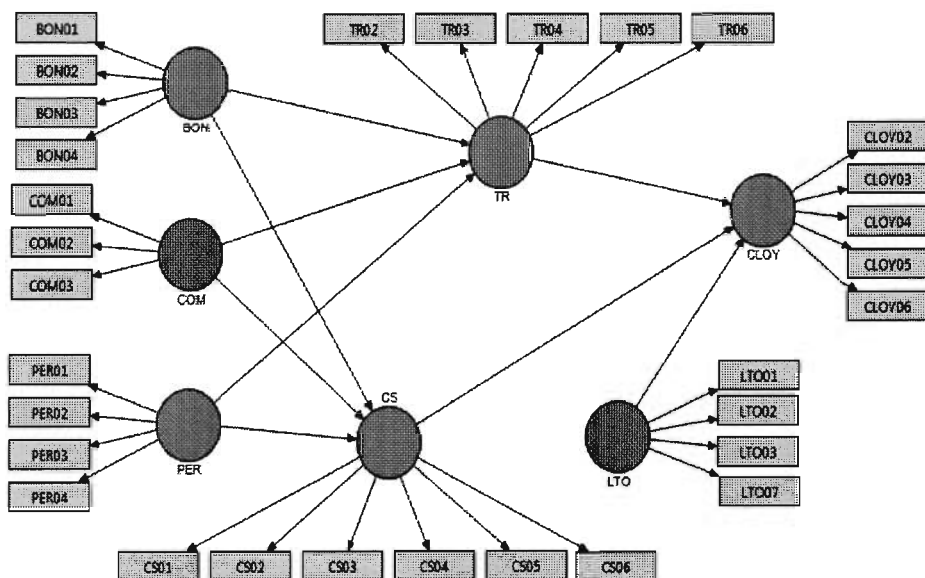 BON01
BON02
BON03
BON04
BON
COM01
COM02
COM03
COM
PER01
PER02
PER03
PER04
PER
TR02
TR03
TR04
TR05
TR06
TR
CS
CS01
CS02
CS03
CS04
CS05
CS06
CLOY
CLOY02
CLOY03
CLOY04
CLOY05
CLOY06
LTO
LTO01
LTO02
LTO03
LTO07